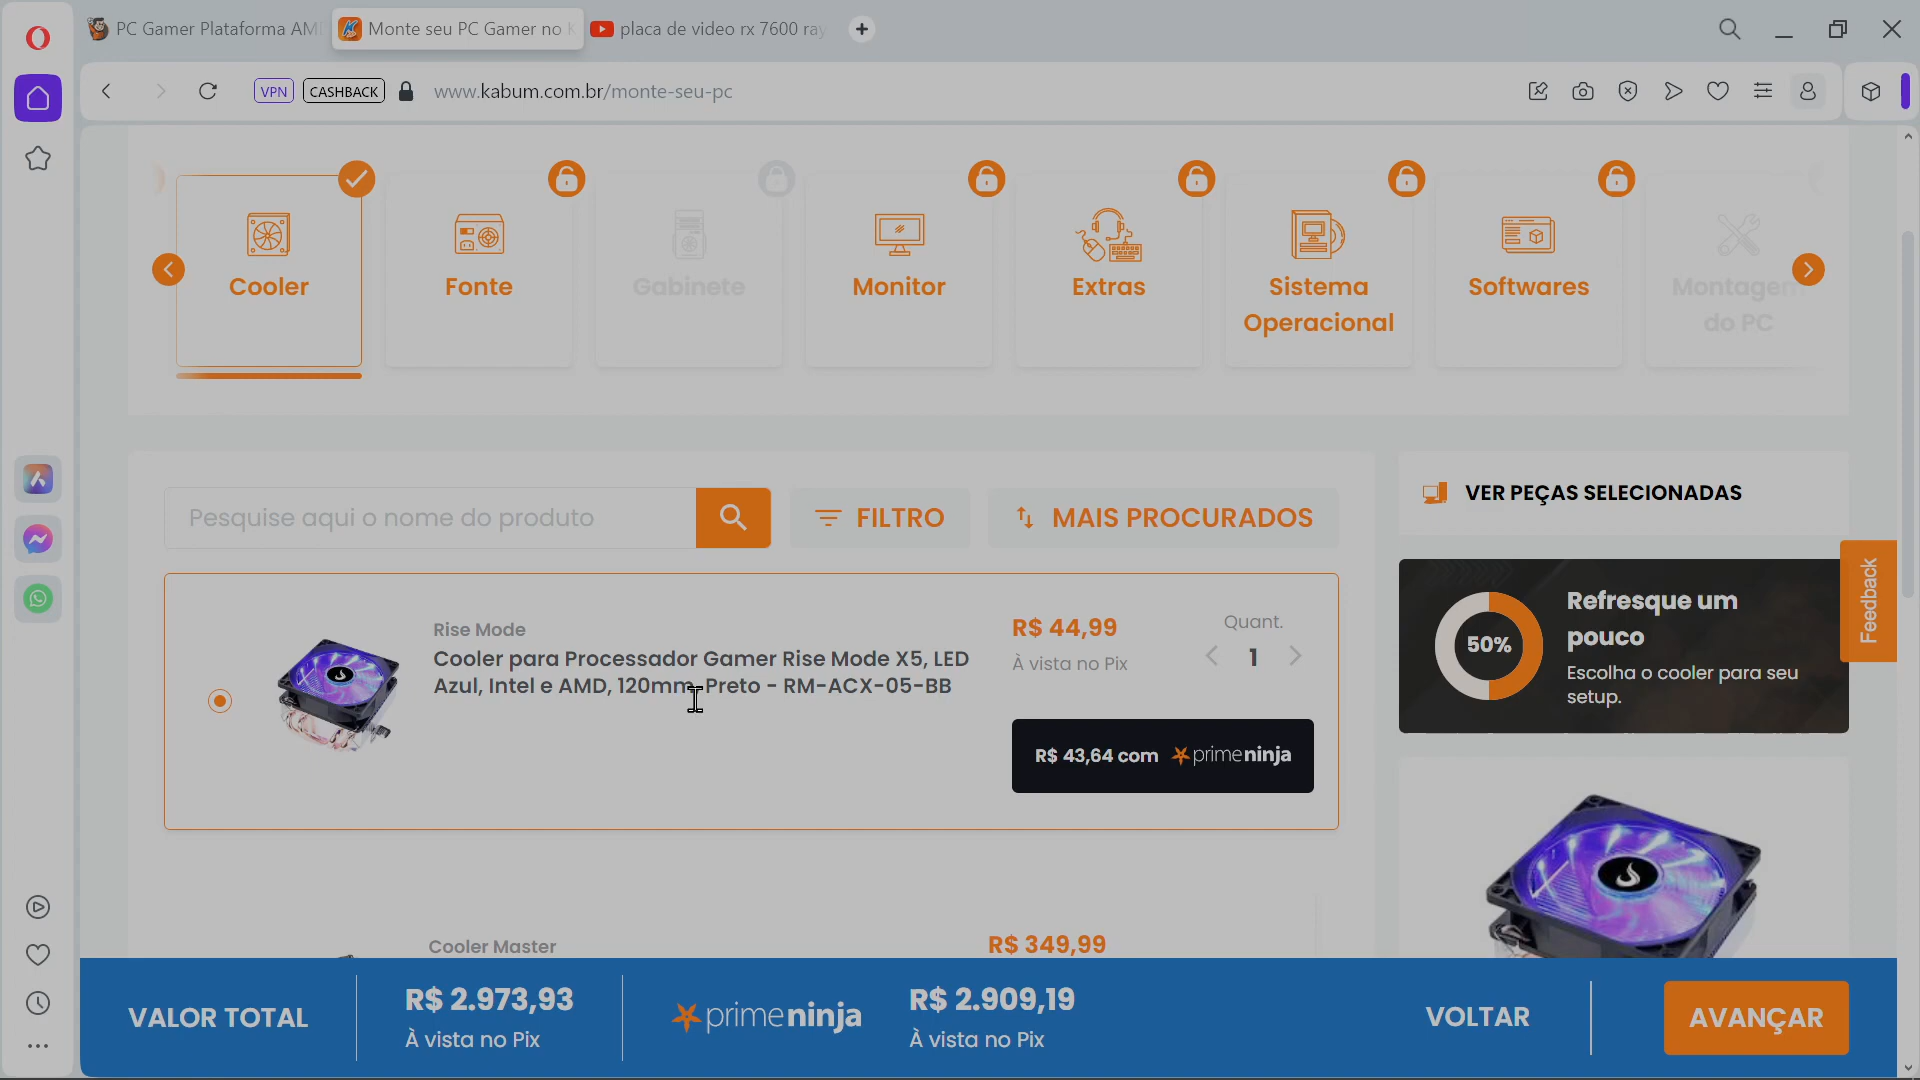 PC Gamer Plataforma AM
Monte seu PC Gamer no K
placa de video rx 7600 ray
VPN
CASHBACK
www.kabum.com.br/monte-seu-pc
Cooler
Fonte
Gabinete
Monitor
Extras
Sistema
Operacional
Softwares
Montagem
do PC
Pesquise aqui o nome do produto
FILTRO
MAIS PROCURADOS
VER PEÇAS SELECIONADAS
Rise Mode
Cooler para Processador Gamer Rise Mode X5, LED
Azul, Intel e AMD, 120mm, Preto - RM-ACX-05-BB
R$ 44,99
À vista no Pix
Quant.
1
R$ 43,64 com primeninja
50%
Refresque um
pouco
Escolha o cooler para seu
setup.
Feedback
Cooler Master
R$ 349,99
VALOR TOTAL
R$ 2.973,93
À vista no Pix
primeninja
R$ 2.909,19
À vista no Pix
VOLTAR
AVANÇAR